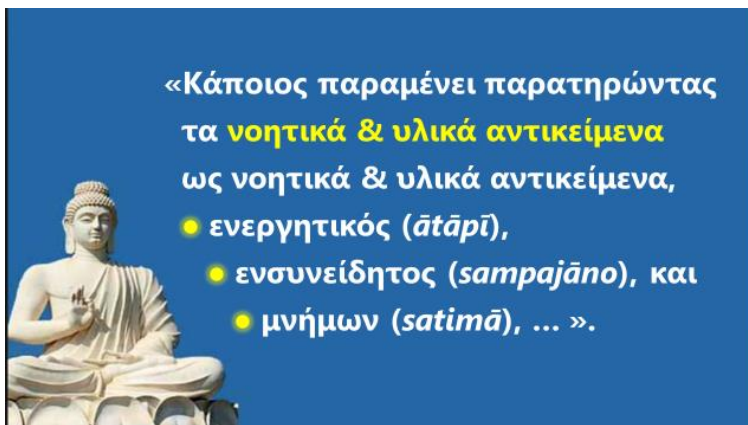 «Κάποιος παραμένει παρατηρώντας
τα νοητικά & υλικά αντικείμενα
ως νοητικά & υλικά αντικείμενα,
● ενεργητικός (ātāpī),
● ενσυνείδητος (sampajāno), και
● μνήμων (satimā), ... ».